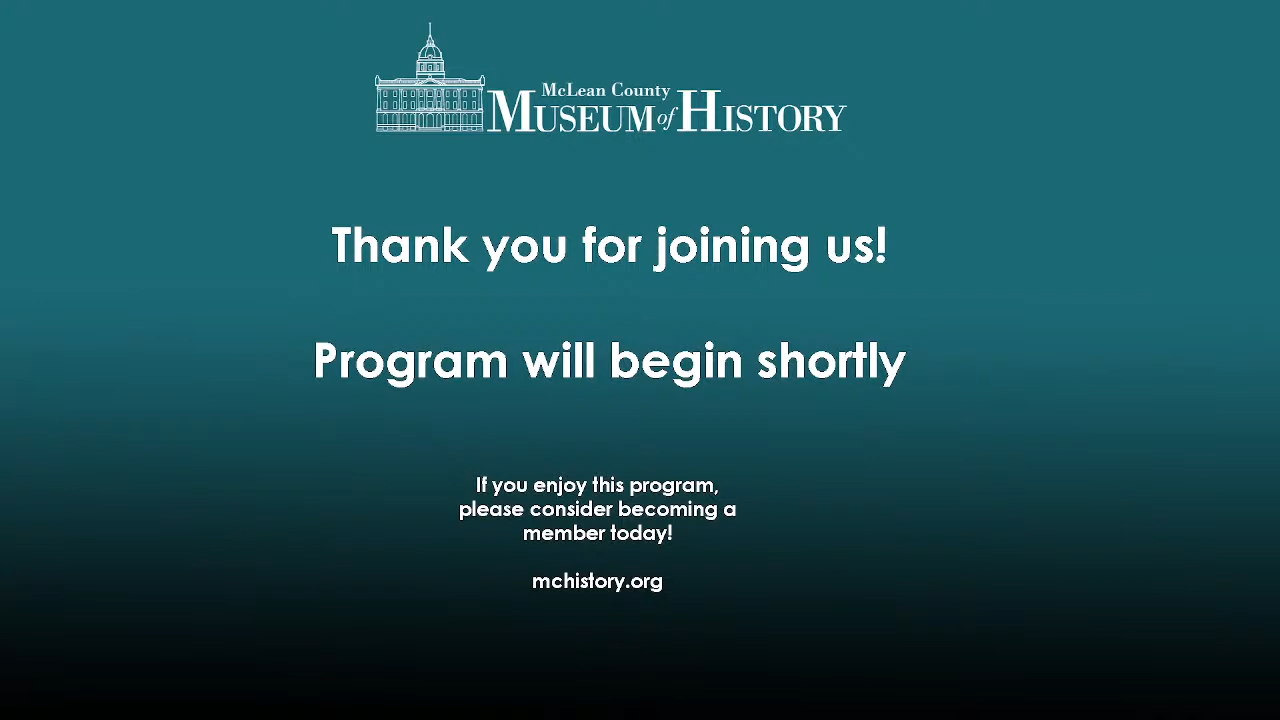 McLean County
Museum of History
Thank you for joining us!
Program will begin shortly
If you enjoy this program,
please consider becoming a
member today!
mchistory.org